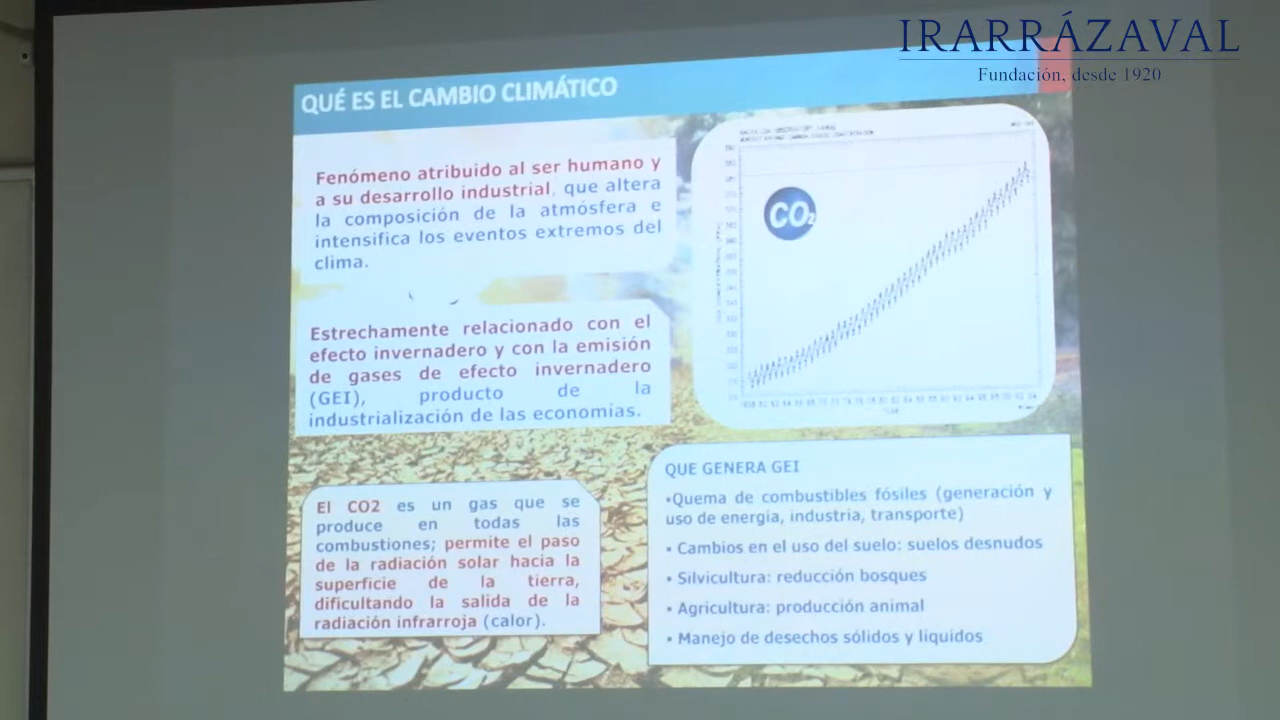 IRARRÁZAVAL
Fundación, desde 1920
QUÉ ES EL CAMBIO CLIMÁTICO
Fenómeno atribuido al ser humano y
a su desarrollo industrial, que altera
la composición de la atmósfera e
intensifica los eventos extremos del
clima.
Estrechamente relacionado con el
efecto invernadero y con la emisión
de gases de efecto invernadero
(GEI), producto de la
industrialización de las economías.
El CO2 es un gas que se
produce en todas las
combustiones; permite el paso
de la radiación solar hacia la
superficie de la tierra,
dificultando la salida de la
radiación infrarroja (calor).
CO₂
QUE GENERA GEI
•Quema de combustibles fósiles (generación y
uso de energia, industria, transporte)
• Cambios en el uso del suelo: suelos desnudos
• Silvicultura: reducción bosques
• Agricultura: producción animal
• Manejo de desechos sólidos y liquidos